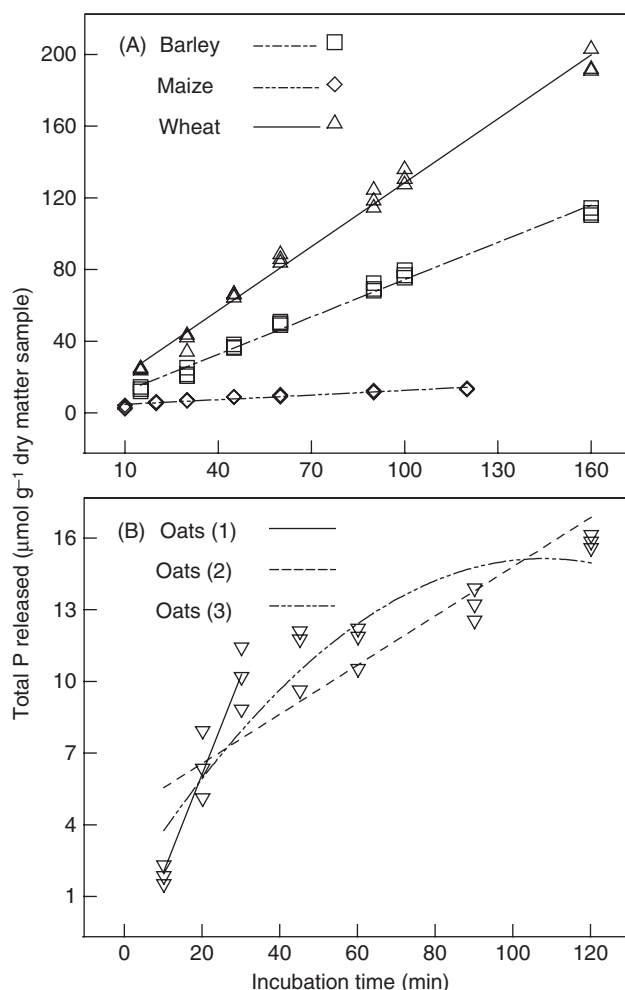 (A) Barley
Maize
Wheat
200
160
120
80
40
0
10 40 70 100 130 160
Total P released (μmol g⁻¹ dry matter sample)
(B) Oats (1)
Oats (2)
Oats (3)
16
13
10
7
4
1
0 20 40 60 80 100 120
Incubation time (min)